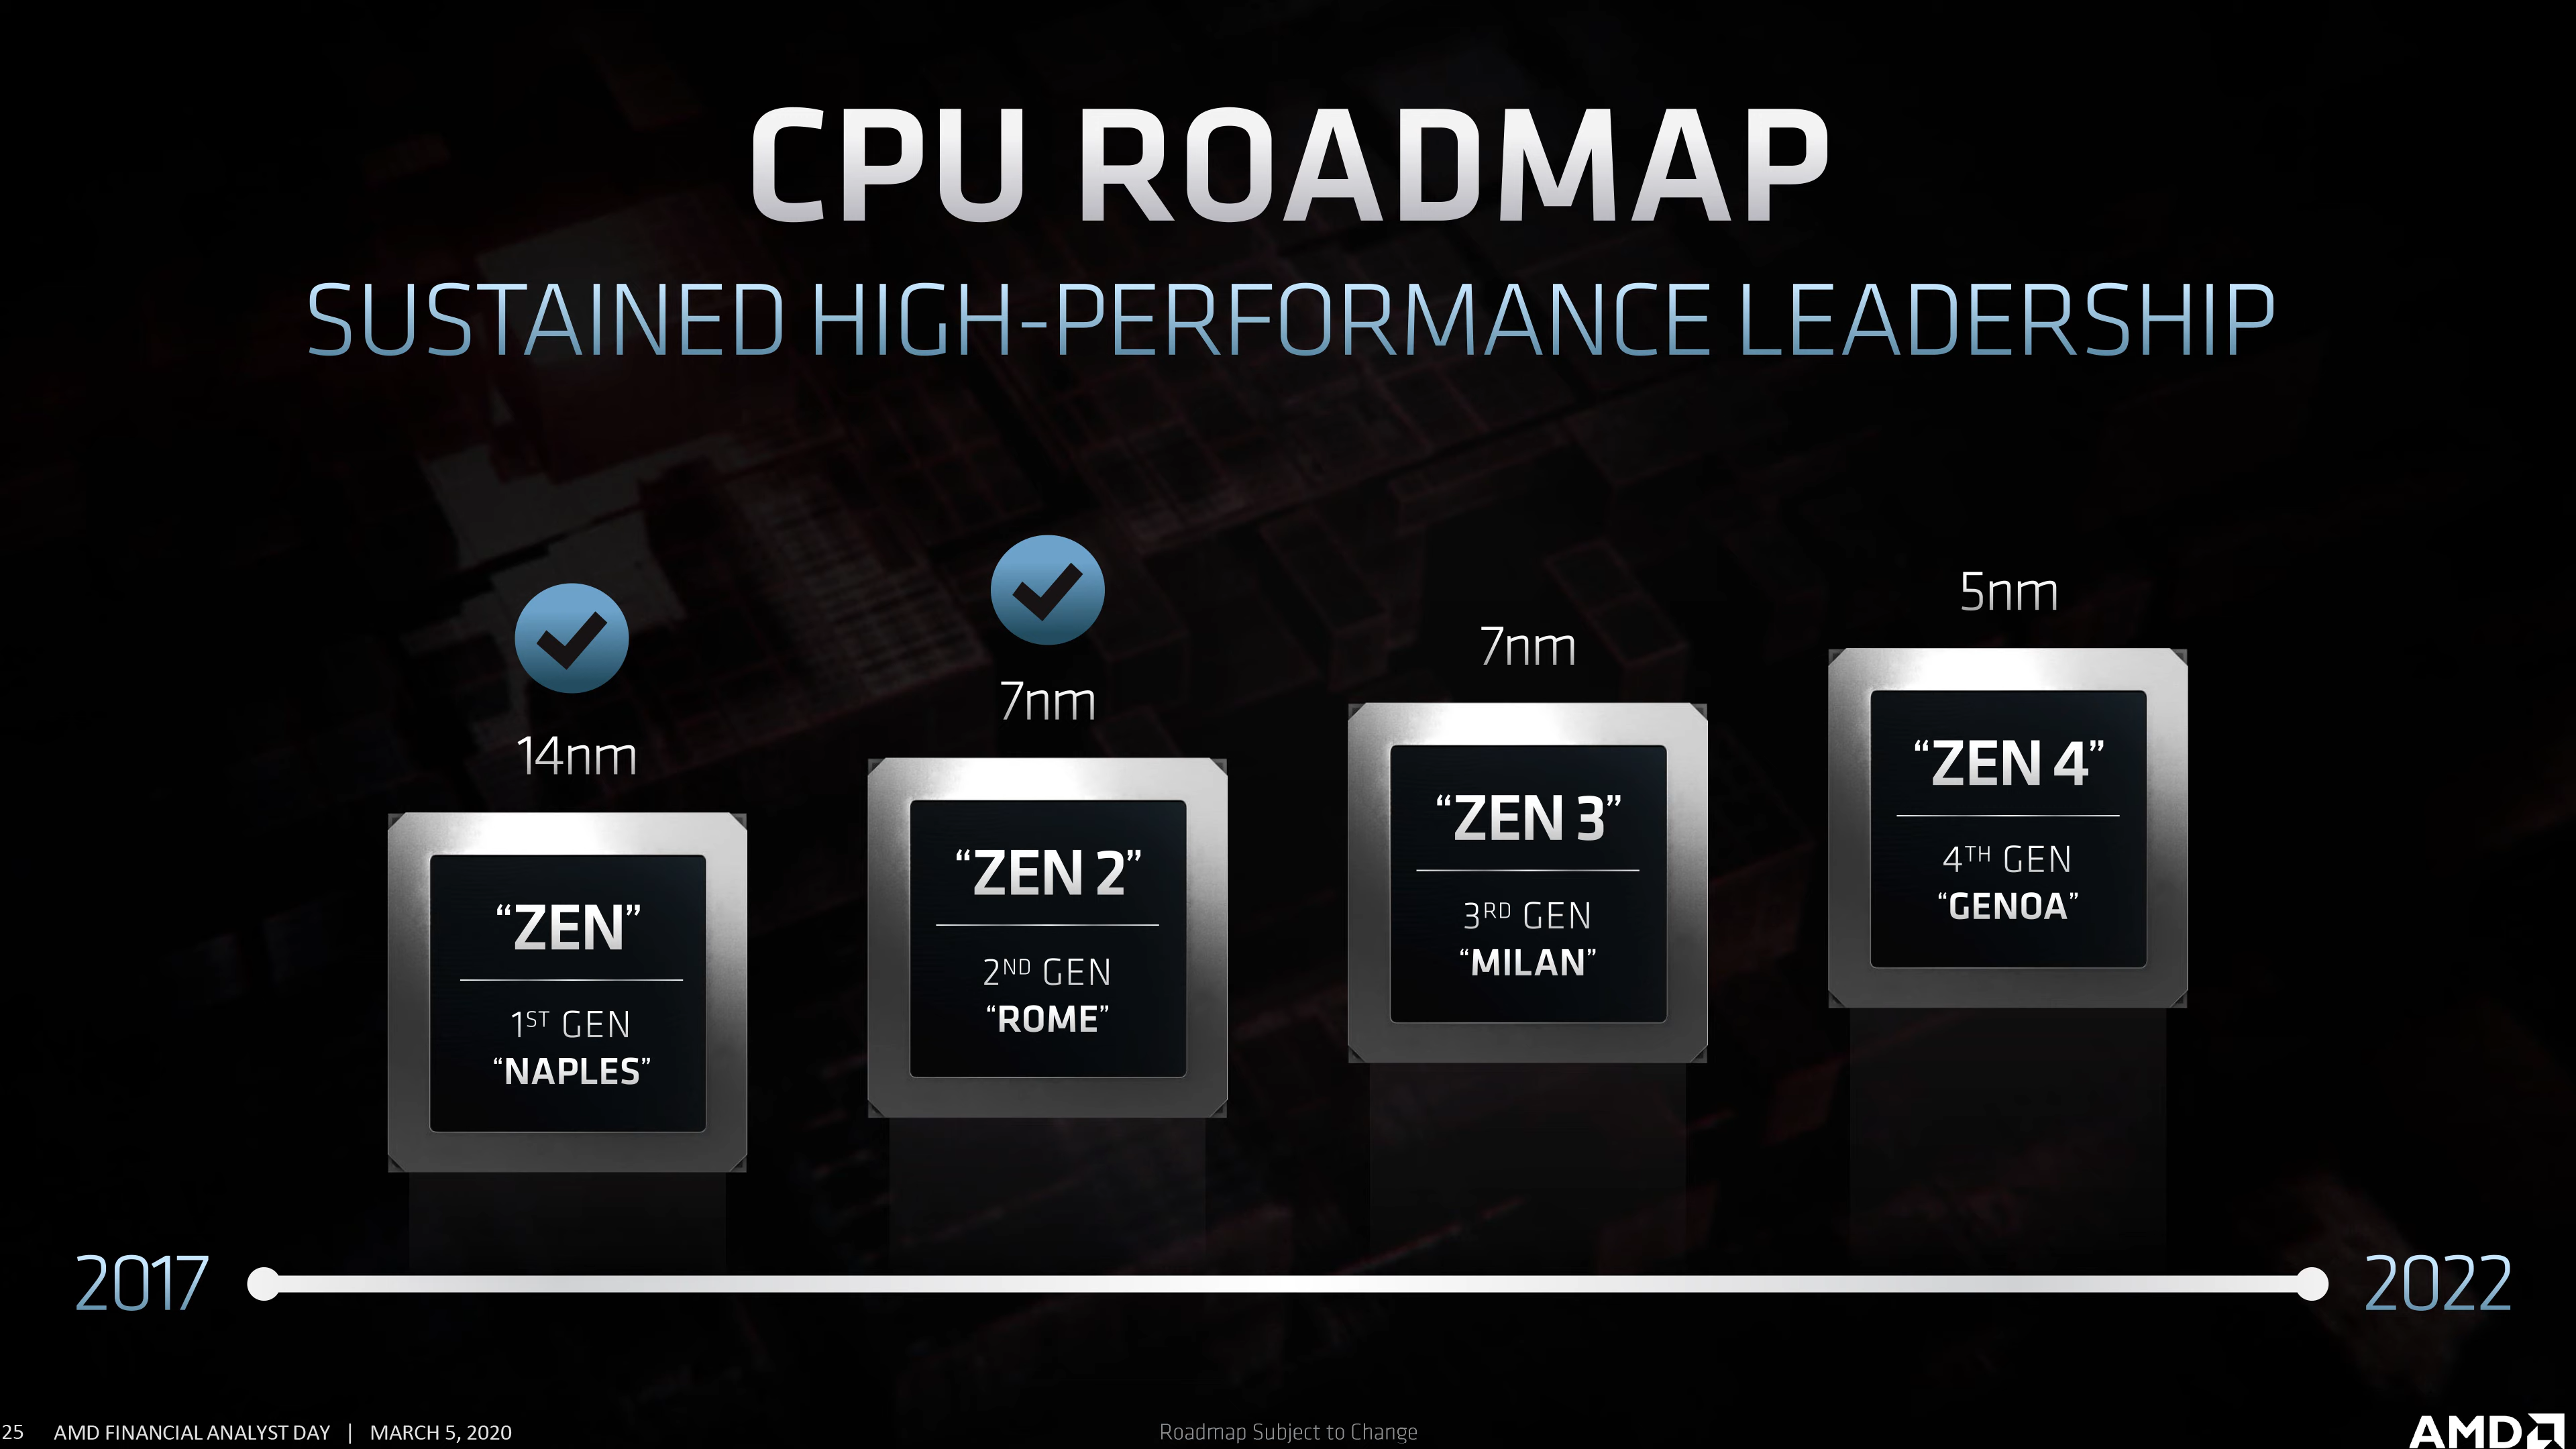 CPU ROADMAP
SUSTAINED HIGH-PERFORMANCE LEADERSHIP
14nm
“ZEN”
1ST GEN
“NAPLES”
7nm
“ZEN 2”
2ND GEN
“ROME”
7nm
“ZEN 3”
3RD GEN
“MILAN”
5nm
“ZEN 4”
4TH GEN
“GENOA”
2017
2022
25 AMD FINANCIAL ANALYST DAY | MARCH 5, 2020
Roadmap Subject to Change
AMD